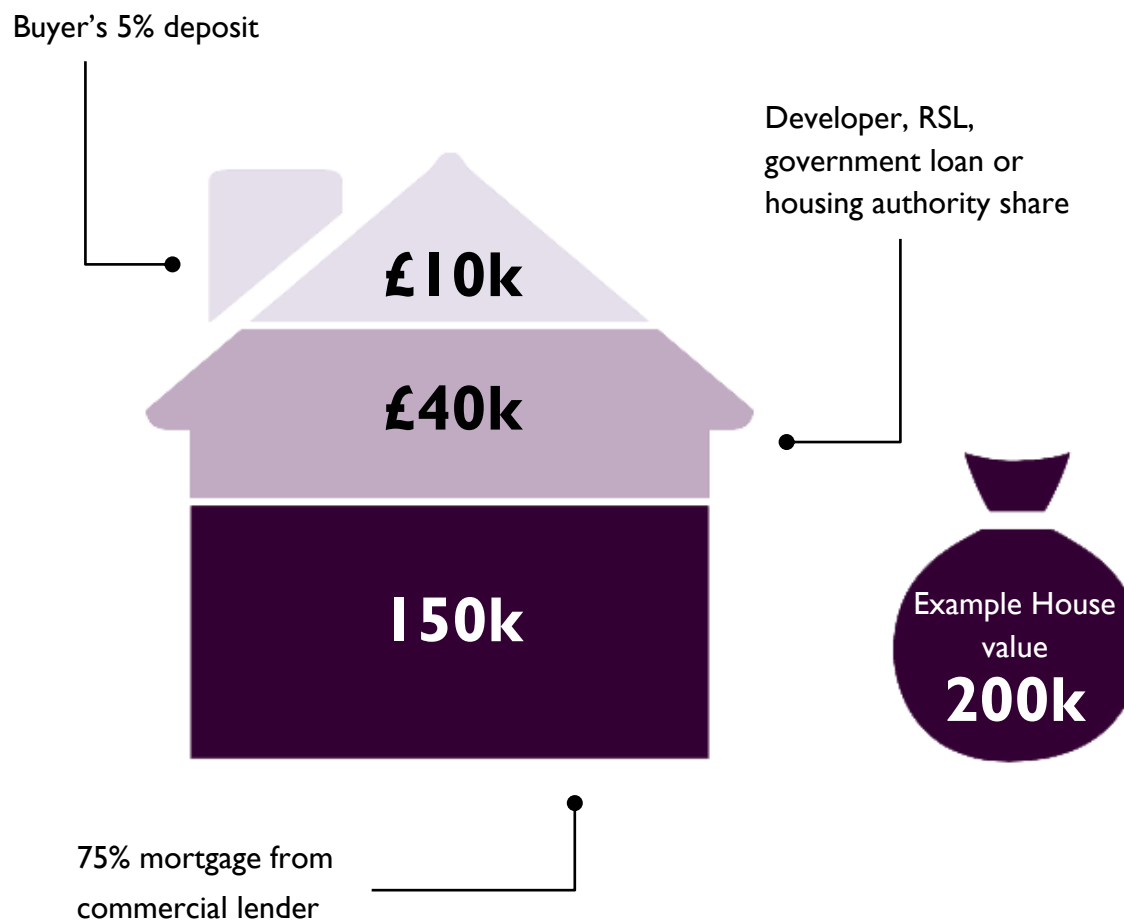 Buyer’s 5% deposit
Developer, RSL,
government loan or
housing authority share
£10k
£40k
150k
Example House
value
200k
75% mortgage from
commercial lender